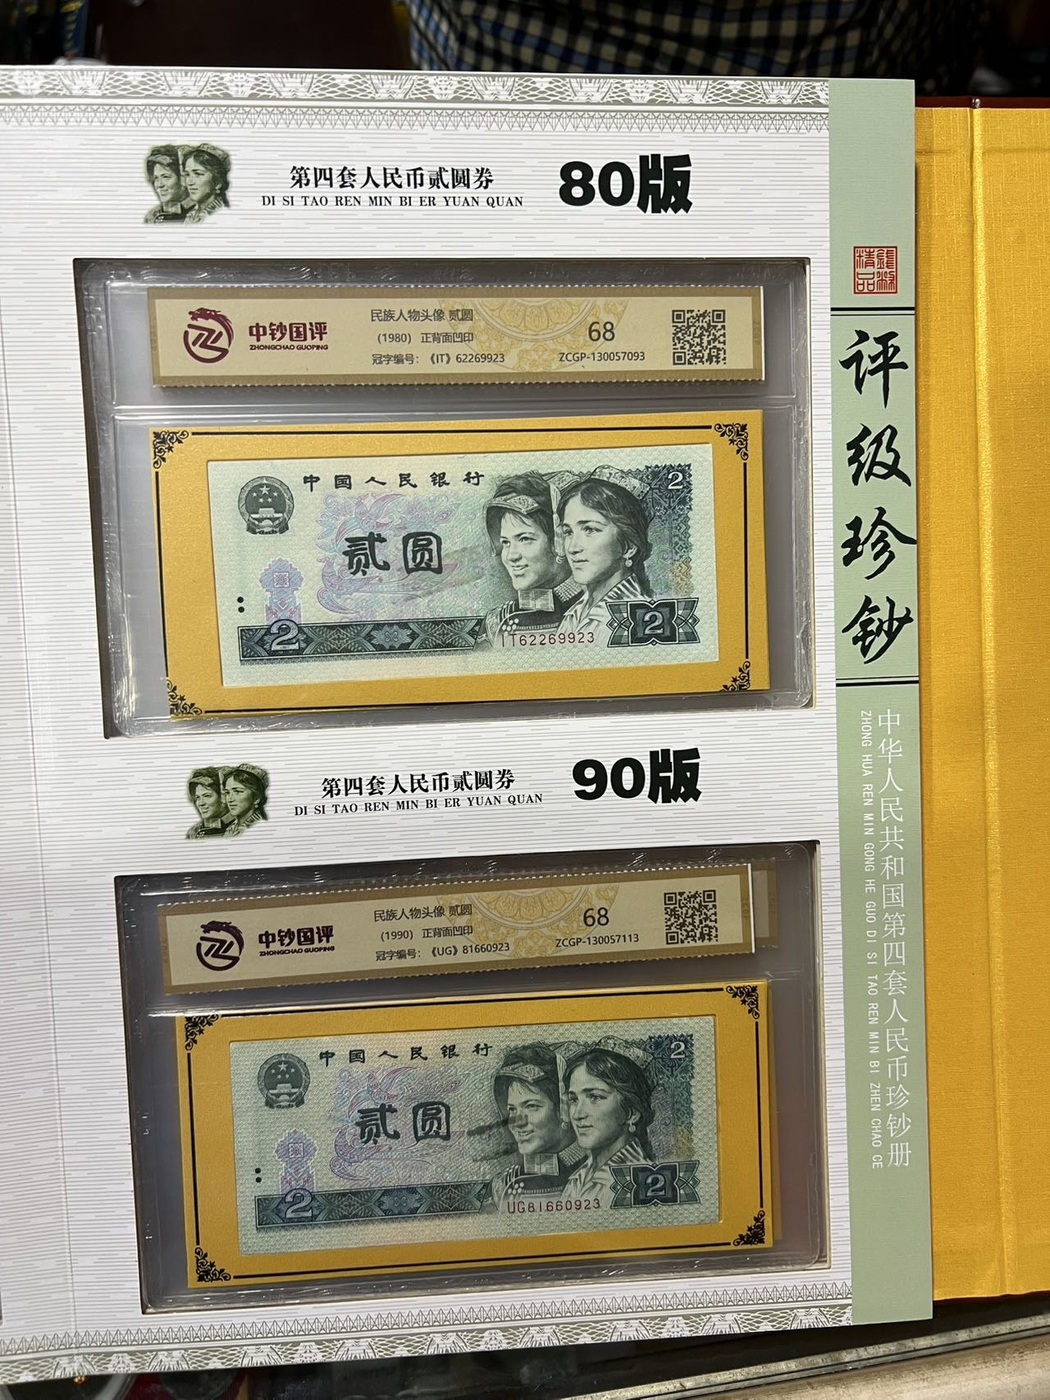 第四套人民币贰圆券
DI SI TAO REN MIN BI ER YUAN QUAN
80版
中钞国评
ZHONGCHAO GUOPING
民族人物头像 贰圆
(1980) 正背面凹印
冠字编号:《IT》62269923
68
ZCGP-130057093
中国人民银行
2
贰圆
2
IT62269923
2
第四套人民币贰圆券
DI SI TAO REN MIN BI ER YUAN QUAN
90版
中钞国评
ZHONGCHAO GUOPING
民族人物头像 贰圆
(1990) 正背面凹印
冠字编号:《UG》81660923
68
ZCGP-130057113
中国人民银行
2
贰圆
2
UG81660923
2
评级珍钞
中华人民共和国第四套人民币珍钞册
ZHONG HUA REN MIN GONG HE GUO DI SI TAO REN MIN BI ZHEN CHAO CE